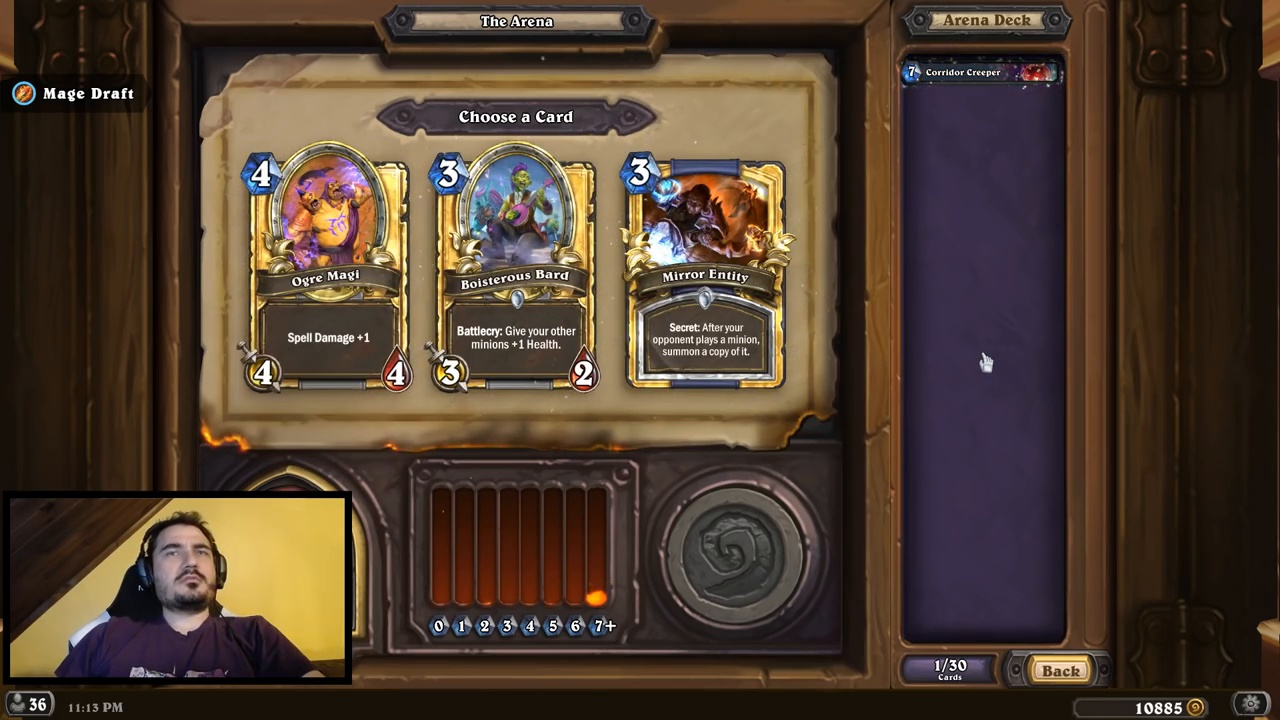 The Arena
Arena Deck
7 Corridor Creeper
Mage Draft
Choose a Card
4
Ogre Magi
Spell Damage +1
4 4
3
Boisterous Bard
Battlecry: Give your other
minions +1 Health.
3 2
3
Mirror Entity
Secret: After your
opponent plays a minion,
summon a copy of it.
0 1 2 3 4 5 6 7+
1/30
Cards
Back
36
11:13 PM
10885